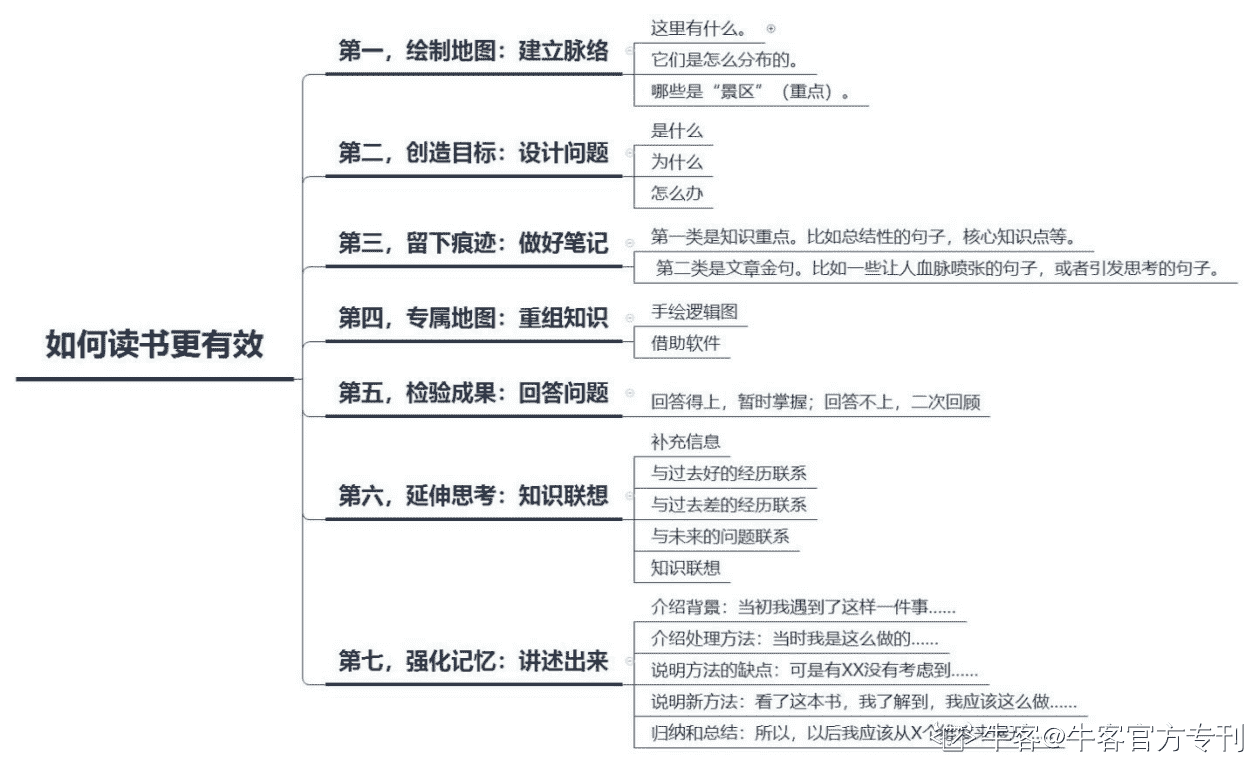 如何读书更有效
第一，绘制地图：建立脉络
这里有什么。
它们是怎么分布的。
哪些是“景区”（重点）。
第二，创造目标：设计问题
是什么
为什么
怎么办
第三，留下痕迹：做好笔记
第一类是知识重点。比如总结性的句子，核心知识点等。
第二类是文章金句。比如一些让人血脉喷张的句子，或者引发思考的句子。
第四，专属地图：重组知识
手绘逻辑图
借助软件
第五，检验成果：回答问题
回答得上，暂时掌握；回答不上，二次回顾
第六，延伸思考：知识联想
补充信息
与过去好的经历联系
与过去差的经历联系
与未来的问题联系
知识联想
第七，强化记忆：讲述出来
介绍背景：当初我遇到了这样一件事……
介绍处理方法：当时我是这么做的……
说明方法的缺点：可是有XX没有考虑到……
说明新方法：看了这本书，我了解到，我应该这么做……
归纳和总结：所以，以后我应该从X个
牛客@牛客官方专刊